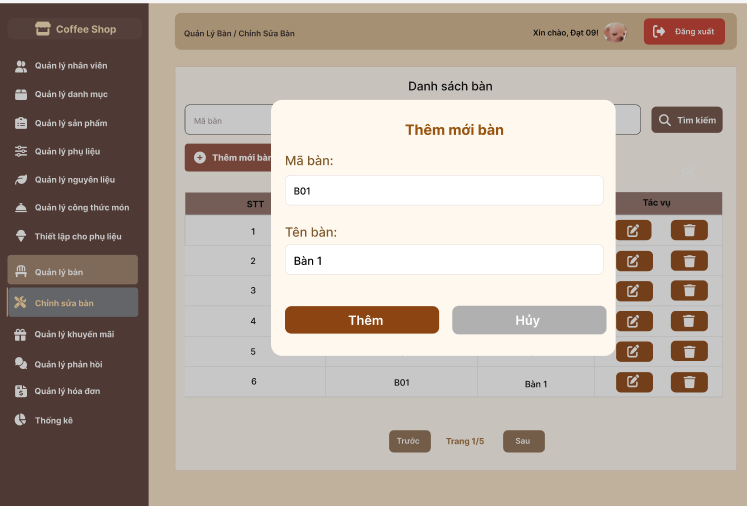 Coffee Shop
Quản lý nhân viên
Quản lý danh mục
Quản lý sản phẩm
Quản lý phụ liệu
Quản lý nguyên liệu
Quản lý công thức món
Thiết lập cho phụ liệu
Quản lý bàn
Chỉnh sửa bàn
Quản lý khuyến mãi
Quản lý phản hồi
Quản lý hóa đơn
Thống kê
Quản Lý Bàn / Chỉnh Sửa Bàn
Xin chào, Đạt 09!
Đăng xuất
Danh sách bàn
Mã bàn
Tìm kiếm
Thêm mới bàn
STT
Tác vụ
1
2
3
4
5
6 B01 Bàn 1
Trước
Trang 1/5
Sau
Thêm mới bàn
Mã bàn:
B01
Tên bàn:
Bàn 1
Thêm
Hủy